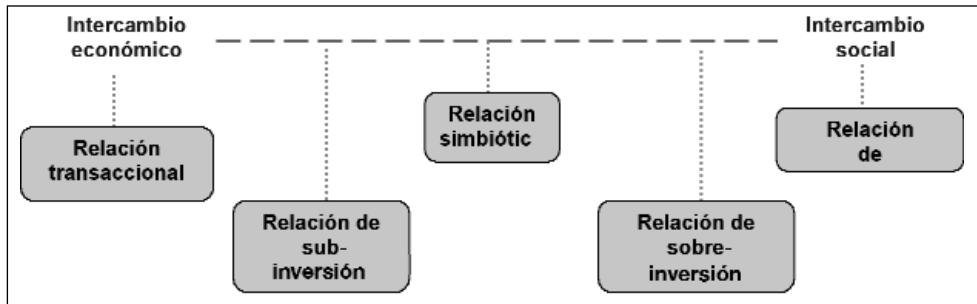 Intercambio
económico
Intercambio
social
Relación
transaccional
Relación de
sub-
inversión
Relación
simbiótic
Relación de
sobre-
inversión
Relación
de